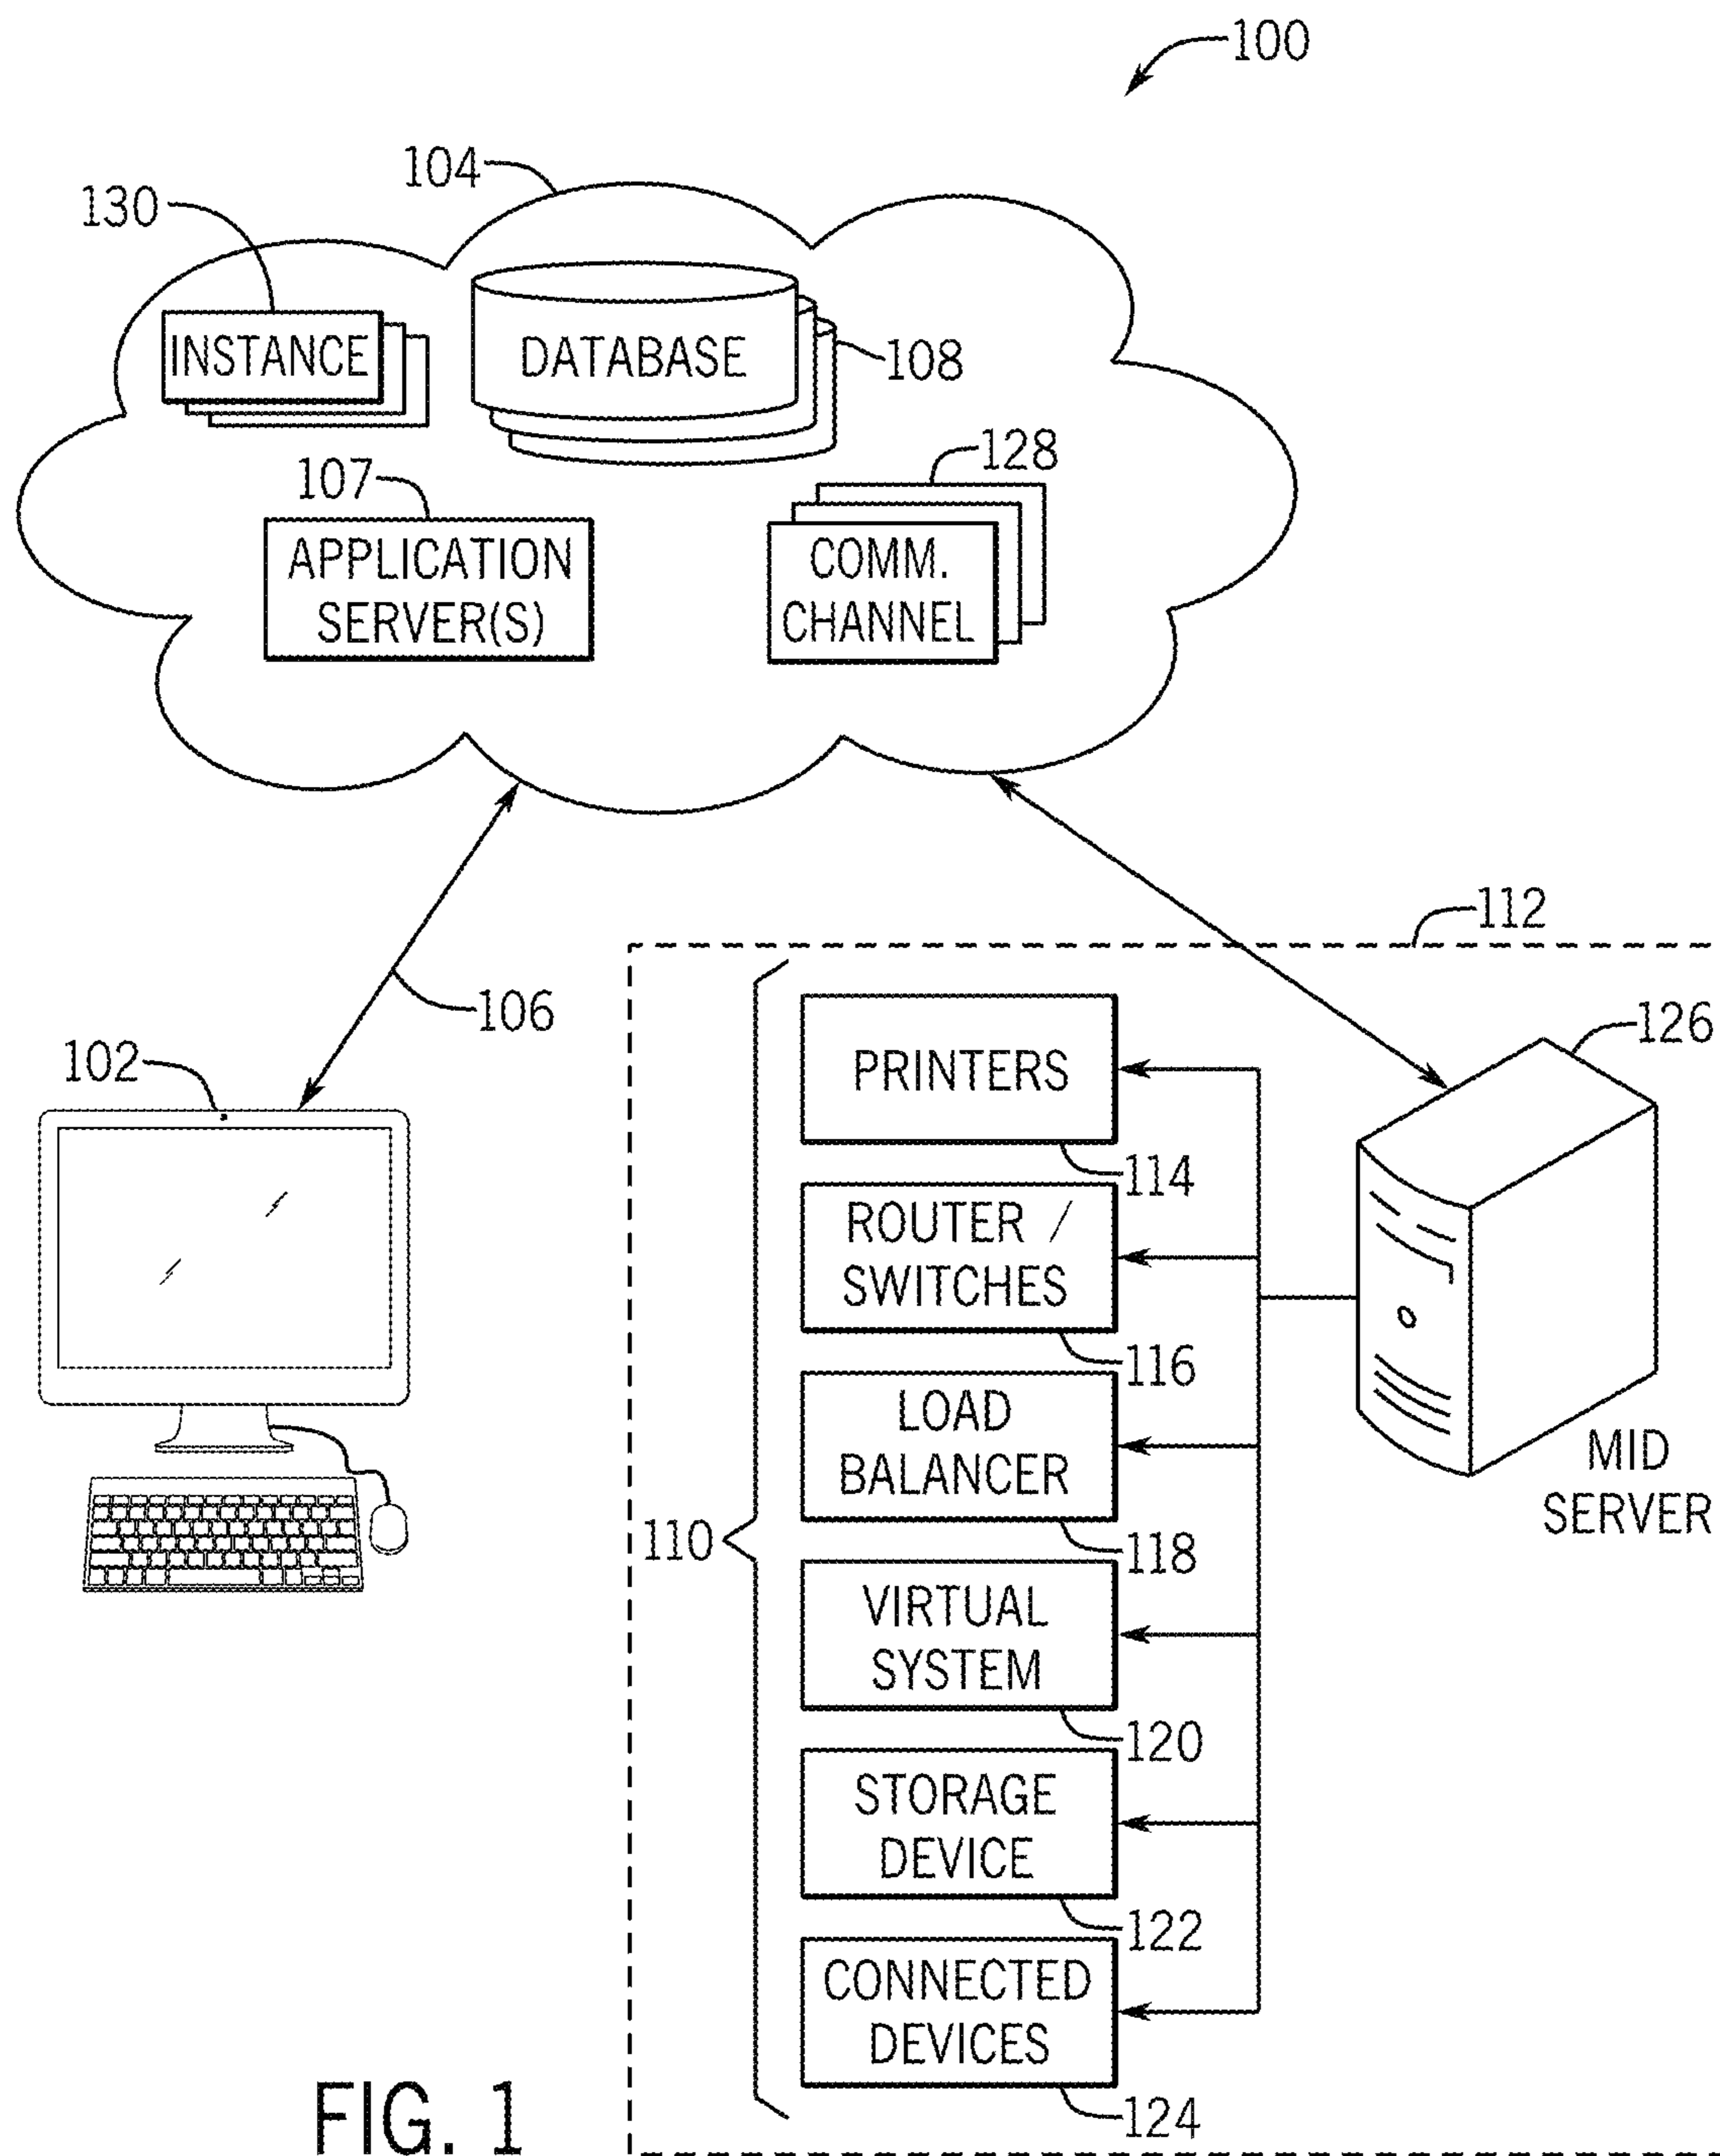 100
104
130
INSTANCE
DATABASE
108
107
128
APPLICATION
SERVER(S)
COMM.
CHANNEL
112
106
126
102
PRINTERS
114
ROUTER /
SWITCHES
116
LOAD
BALANCER
MID
SERVER
110
118
VIRTUAL
SYSTEM
120
STORAGE
DEVICE
122
CONNECTED
DEVICES
124
FIG. 1